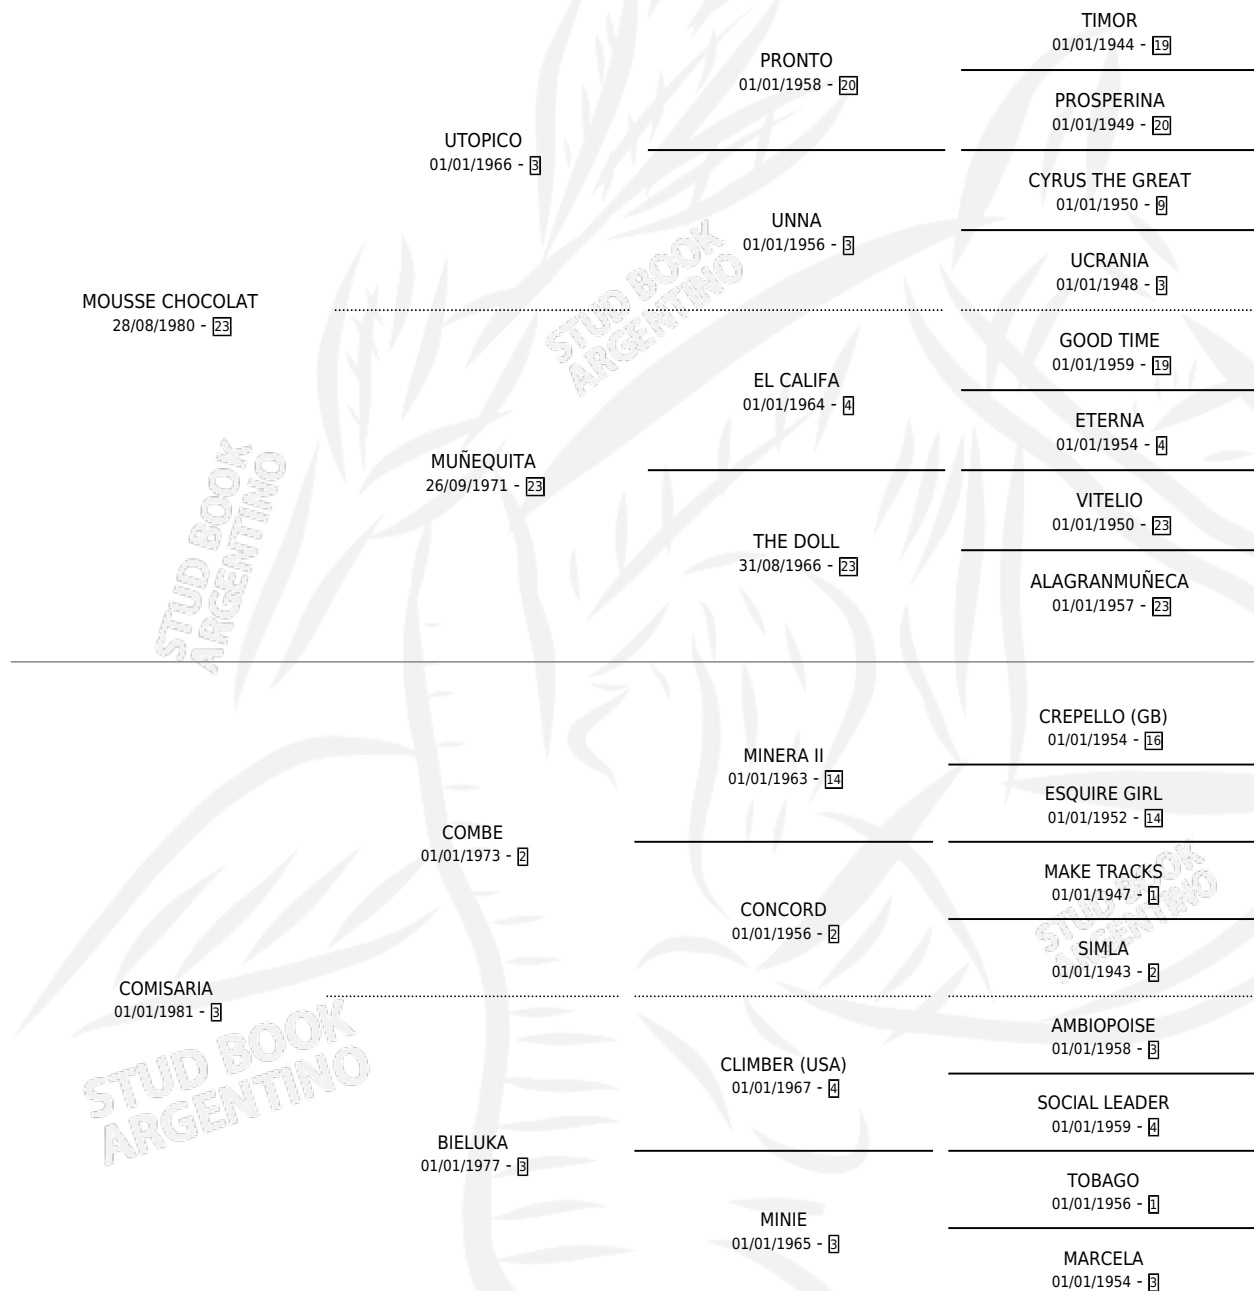 TIMOR
01/01/1944 - 19
PRONTO
01/01/1958 - 20
PROSPERINA
01/01/1949 - 20
UTOPICO
01/01/1966 - 3
CYRUS THE GREAT
01/01/1950 - 9
UNNA
01/01/1956 - 3
UCRANIA
01/01/1948 - 3
MOUSSE CHOCOLAT
28/08/1980 - 23
GOOD TIME
01/01/1959 - 19
EL CALIFA
01/01/1964 - 4
ETERNA
01/01/1954 - 4
MUÑEQUITA
26/09/1971 - 23
VITELIO
01/01/1950 - 23
THE DOLL
31/08/1966 - 23
ALAGRANMUÑECA
01/01/1957 - 23
CREPELLO (GB)
01/01/1954 - 16
MINERA II
01/01/1963 - 14
ESQUIRE GIRL
01/01/1952 - 14
COMBE
01/01/1973 - 2
MAKE TRACKS
01/01/1947 - 1
CONCORD
01/01/1956 - 2
SIMLA
01/01/1943 - 2
COMISARIA
01/01/1981 - 3
AMBIOPOISE
01/01/1958 - 3
CLIMBER (USA)
01/01/1967 - 4
SOCIAL LEADER
01/01/1959 - 4
BIELUKA
01/01/1977 - 3
TOBAGO
01/01/1956 - 1
MINIE
01/01/1965 - 3
MARCELA
01/01/1954 - 3
STUD BOOK
ARGENTINO
STUD BOOK
ARGENTINO
STUD BOOK
ARGENTINO
STUD BOOK
ARGENTINO